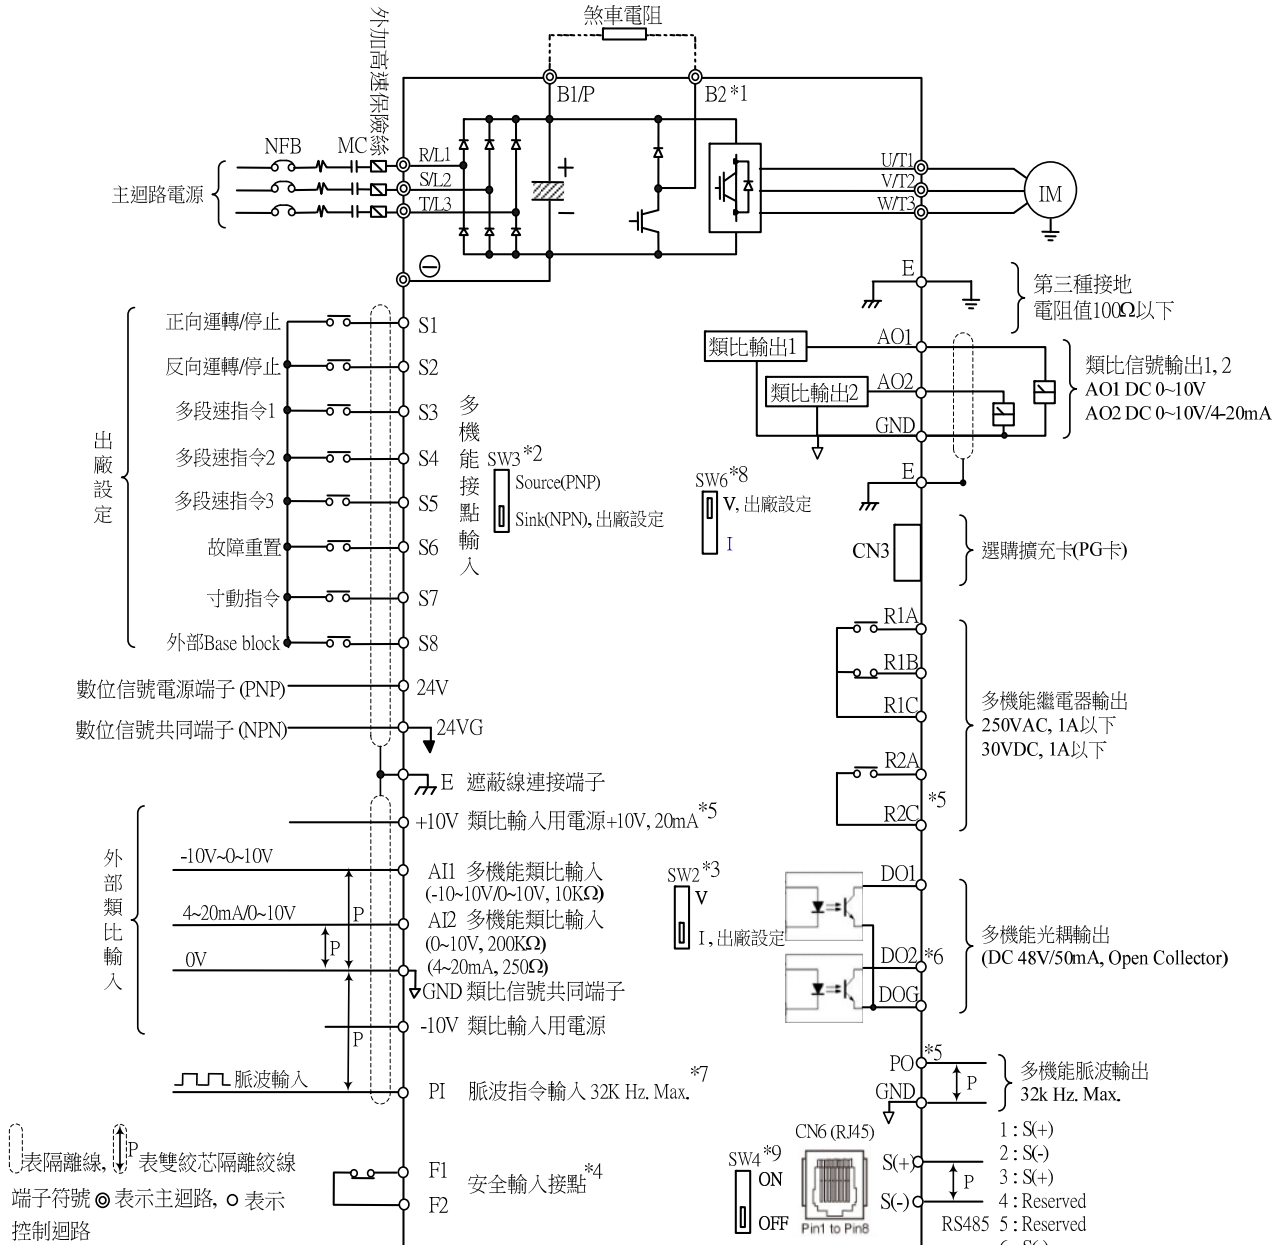 煞車電阻
外加高速保險絲
B1/P
B2*1
NFB
MC
R/L1
S/L2
T/L3
主迴路電源
U/T1
V/T2
W/T3
IM
E
第三種接地
電阻值100Ω以下
出廠設定
正向運轉/停止
S1
反向運轉/停止
S2
多段速指令1
S3
多段速指令2
S4
多段速指令3
S5
故障重置
S6
寸動指令
S7
外部Base block
S8
多機能接點輸入
SW3*2
Source(PNP)
Sink(NPN), 出廠設定
數位信號電源端子(PNP)
24V
數位信號共同端子(NPN)
24VG
E 遮蔽線連接端子
類比輸出1
AO1
類比輸出2
AO2
GND
類比信號輸出1, 2
AO1 DC 0~10V
AO2 DC 0~10V/4-20mA
E
SW6*8
V, 出廠設定
I
CN3
選購擴充卡(PG卡)
R1A
R1B
R1C
R2A
R2C
*5
多機能繼電器輸出
250VAC, 1A以下
30VDC, 1A以下
外部類比輸入
+10V 類比輸入用電源+10V, 20mA*5
-10V~0~10V
AI1 多機能類比輸入
(-10~10V/0~10V, 10KΩ)
4~20mA/0~10V
AI2 多機能類比輸入
(0~10V, 200KΩ)
(4~20mA, 250Ω)
0V
GND 類比信號共同端子
-10V 類比輸入用電源
P
P
P
脈波輸入
PI 脈波指令輸入 32K Hz. Max.*7
SW2*3
V
I, 出廠設定
DO1
DO2*6
DOG
多機能光耦輸出
(DC 48V/50mA, Open Collector)
PO*5
GND
P
多機能脈波輸出
32k Hz. Max.
表隔離線, P 表雙絞芯隔離絞線
端子符號 表示主迴路, 表示
控制迴路
F1
F2
安全輸入接點*4
SW4*9
ON
OFF
CN6 (RJ45)
Pin1 to Pin8
S(+)
S(-)
P
RS485
1 : S(+)
2 : S(-)
3 : S(+)
4 : Reserved
5 : Reserved